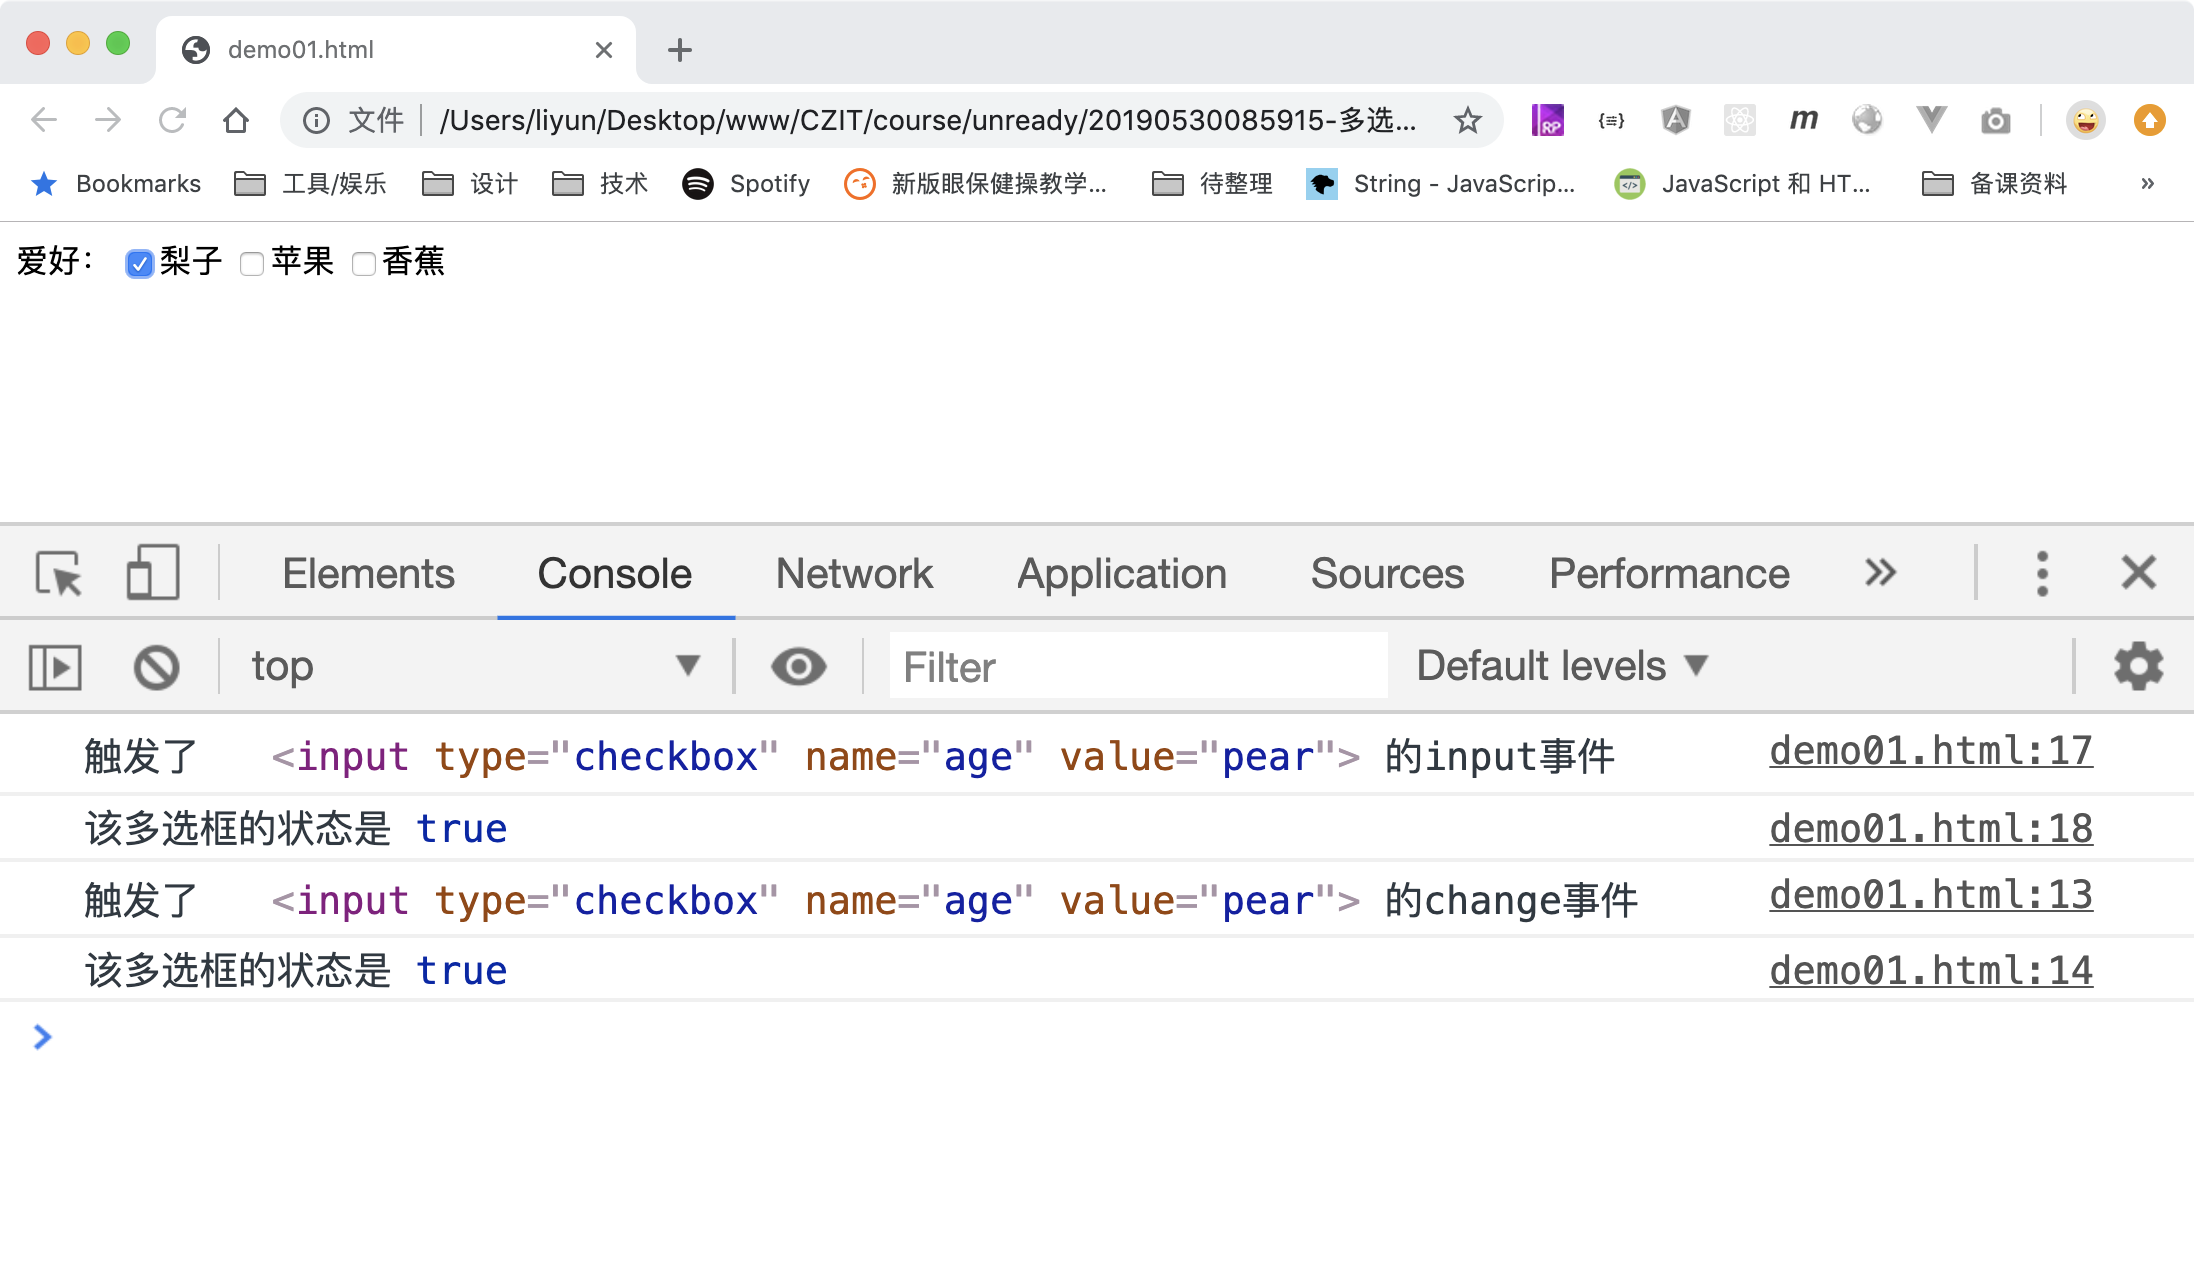 demo01.html
文件 /Users/liyun/Desktop/www/CZIT/course/unready/20190530085915-多选... RP {≡} A m
Bookmarks 工具/娱乐 设计 技术 Spotify 新版眼保健操教学... 待整理 String - JavaScrip... JavaScript 和 HT... 备课资料 »
爱好： 梨子 苹果 香蕉
Elements Console Network Application Sources Performance »
top Filter Default levels
触发了 <input type="checkbox" name="age" value="pear"> 的input事件 demo01.html:17
该多选框的状态是 true demo01.html:18
触发了 <input type="checkbox" name="age" value="pear"> 的change事件 demo01.html:13
该多选框的状态是 true demo01.html:14